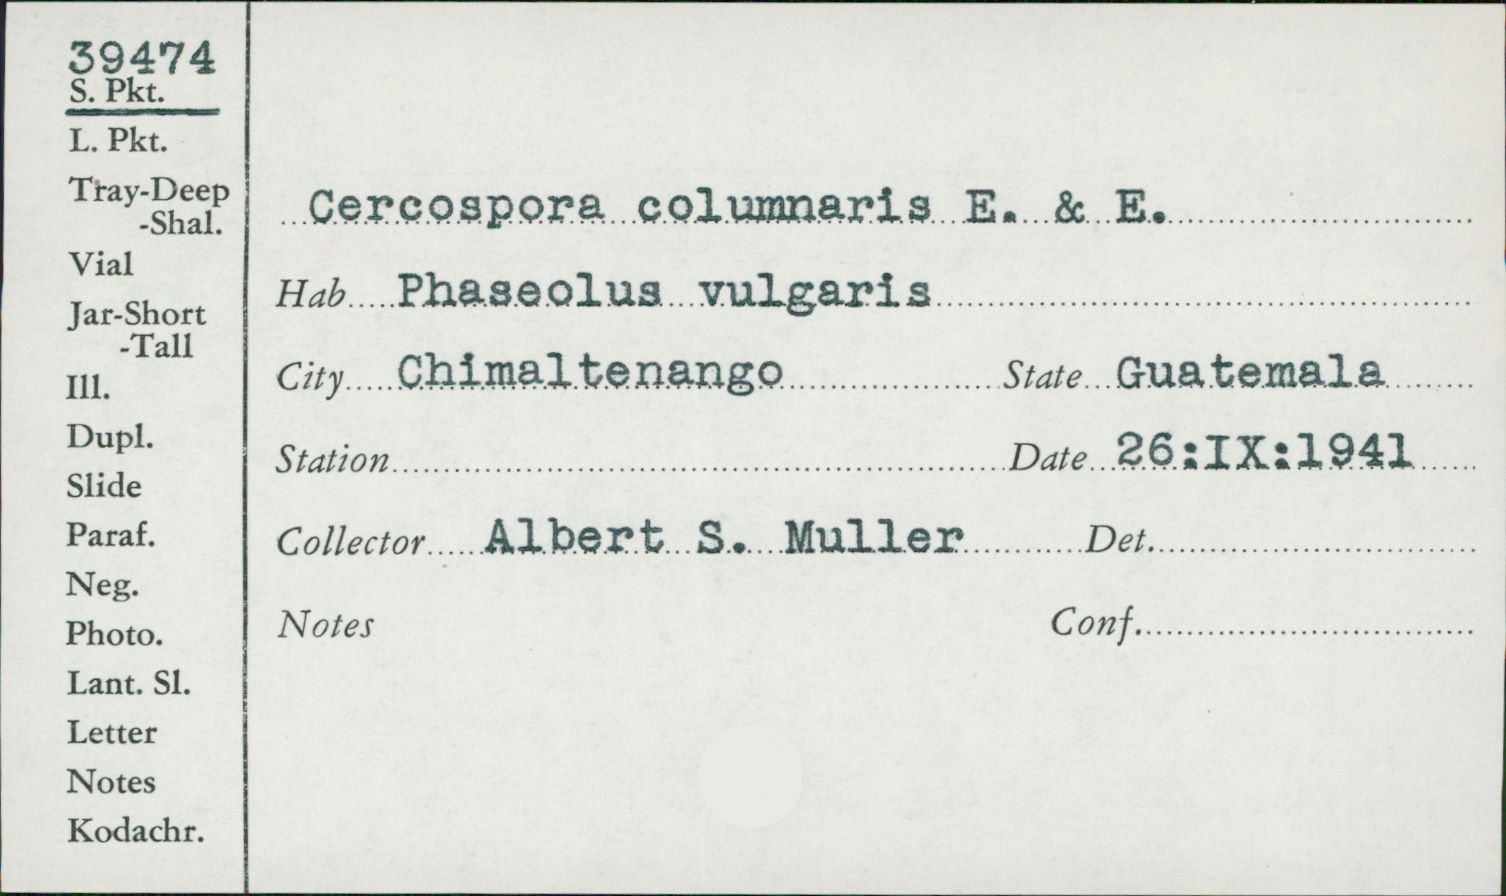 39474
S. Pkt.
L. Pkt.
Tray-Deep
-Shal.
Vial
Jar-Short
-Tall
Ill.
Dupl.
Slide
Paraf.
Neg.
Photo.
Lant. Sl.
Letter
Notes
Kodachr.
Cercospora columnaris E. & E.
Hab Phaseolus vulgaris
City Chimaltenango State Guatemala
Station Date 26:IX:1941
Collector Albert S. Muller Det.
Notes Conf.